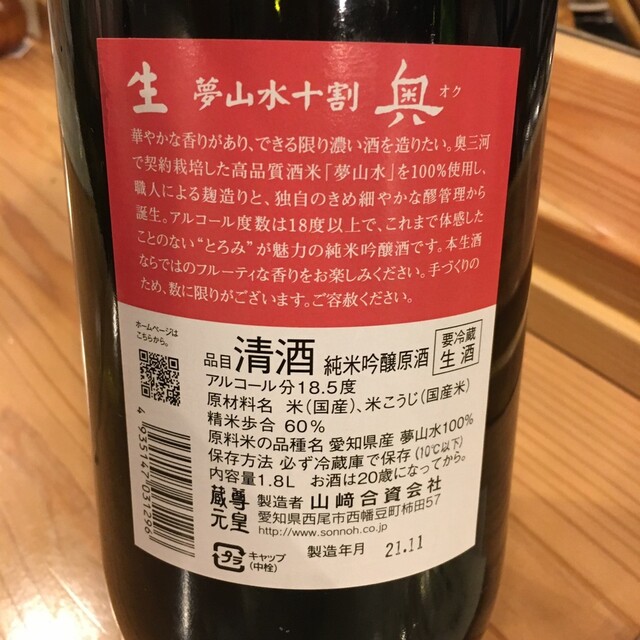 生 夢山水十割 奥 オク
華やかな香りがあり、できる限り濃い酒を造りたい。奥三河
で契約栽培した高品質酒米「夢山水」を100%使用し、
職人による麹造りと、独自のきめ細やかな醪管理から
誕生。アルコール度数は18度以上で、これまで体感した
ことのない“とろみ”が魅力の純米吟醸酒です。本生酒
ならではのフルーティな香りをお楽しみください。手づくりの
ため、数に限りがございます。ご容赦ください。
ホームページは
こちらから。
品目 清酒 純米吟醸原酒 要冷蔵 生酒
アルコール分18.5度
原材料名 米(国産)、米こうじ(国産米)
精米歩合 60%
原料米の品種名 愛知県産 夢山水100%
保存方法 必ず冷蔵庫で保存(10℃以下)
内容量1.8L お酒は20歳になってから。
尊皇蔵元 製造者 山﨑合資会社
愛知県西尾市西幡豆町柿田57
http://www.sonnoh.co.jp/
タラ キャップ(中栓)
製造年月 21.11
4 935147 031296